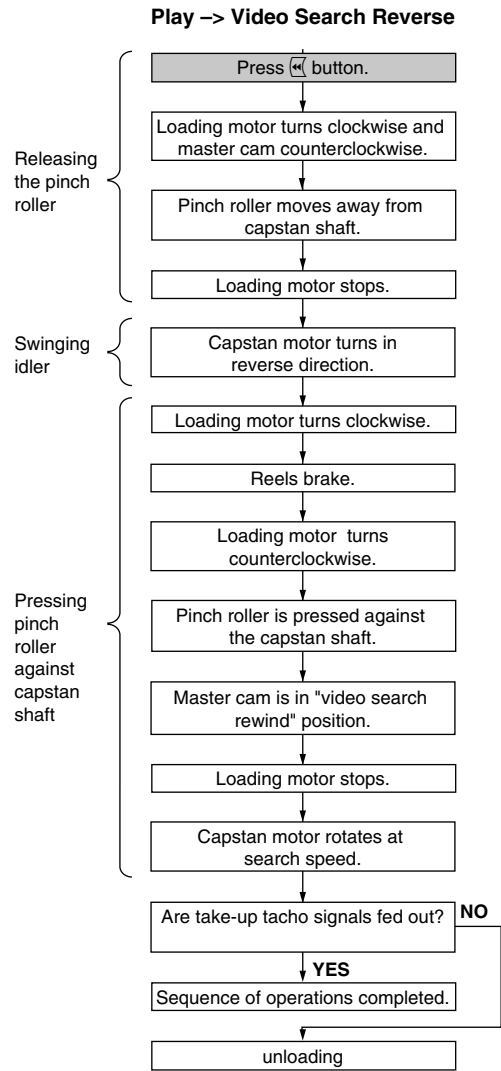 Play –> Video Search Reverse
Press button.
Releasing
the pinch
roller
Loading motor turns clockwise and
master cam counterclockwise.
Pinch roller moves away from
capstan shaft.
Loading motor stops.
Swinging
idler
Capstan motor turns in
reverse direction.
Pressing
pinch
roller
against
capstan
shaft
Loading motor turns clockwise.
Reels brake.
Loading motor turns
counterclockwise.
Pinch roller is pressed against
the capstan shaft.
Master cam is in "video search
rewind" position.
Loading motor stops.
Capstan motor rotates at
search speed.
Are take-up tacho signals fed out?
NO
YES
Sequence of operations completed.
unloading